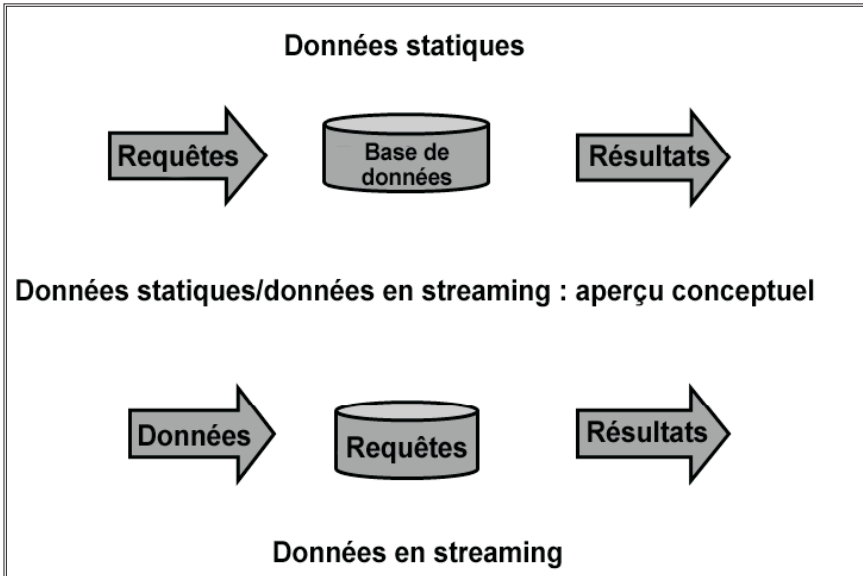 Données statiques
Requêtes
Base de
données
Résultats
Données statiques/données en streaming : aperçu conceptuel
Données
Requêtes
Résultats
Données en streaming